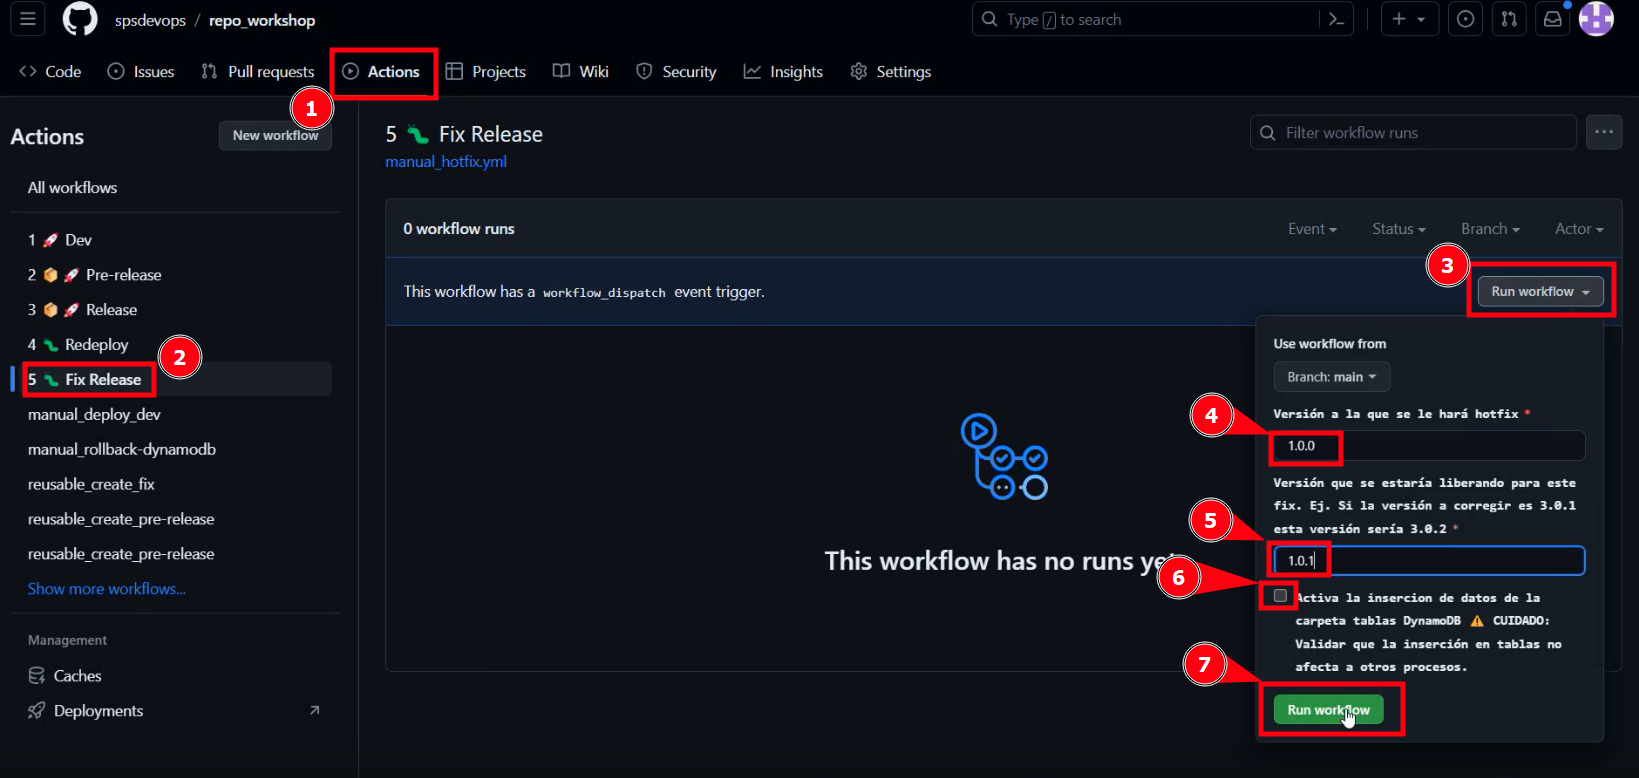 spsdevops / repo_workshop
Type / to search
Code
Issues
Pull requests
Actions
Projects
Wiki
Security
Insights
Settings
1
Actions
New workflow
All workflows
1 🚀 Dev
2 📦 🚀 Pre-release
3 📦 🚀 Release
4 🐛 Redeploy
2
5 🐛 Fix Release
manual_deploy_dev
manual_rollback-dynamodb
reusable_create_fix
reusable_create_pre-release
reusable_create_pre-release
Show more workflows...
Management
Caches
Deployments
5 🐛 Fix Release
manual_hotfix.yml
Filter workflow runs
0 workflow runs
Event
Status
Branch
Actor
3
This workflow has a workflow_dispatch event trigger.
Run workflow
This workflow has no runs yet
Use workflow from
Branch: main
4
Versión a la que se le hará hotfix *
1.0.0
Versión que se estaría liberando para este
fix. Ej. Si la versión a corregir es 3.0.1
esta versión sería 3.0.2 *
5
1.0.1
6
Activa la insercion de datos de la
carpeta tablas DynamoDB ⚠️ CUIDADO:
Validar que la inserción en tablas no
afecta a otros procesos.
7
Run workflow